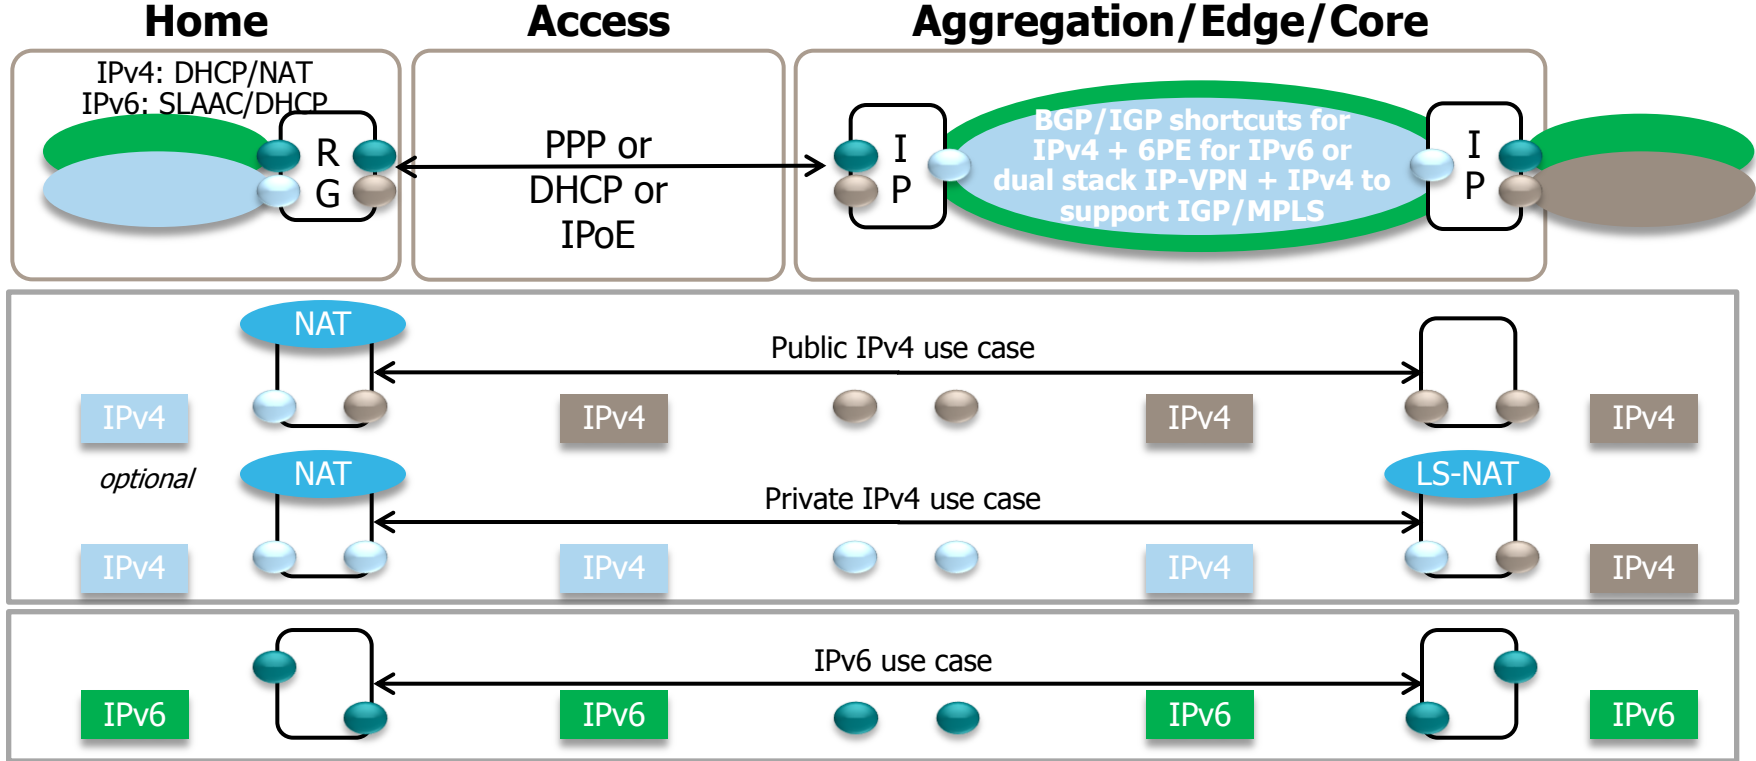 Home
Access
Aggregation/Edge/Core
IPv4: DHCP/NAT
IPv6: SLAAC/DHCP
R
G
PPP or
DHCP or
IPoE
I
P
BGP/IGP shortcuts for
IPv4 + 6PE for IPv6 or
dual stack IP-VPN + IPv4 to
support IGP/MPLS
I
P
NAT
Public IPv4 use case
IPv4
IPv4
IPv4
IPv4
optional
NAT
Private IPv4 use case
LS-NAT
IPv4
IPv4
IPv4
IPv4
IPv6 use case
IPv6
IPv6
IPv6
IPv6